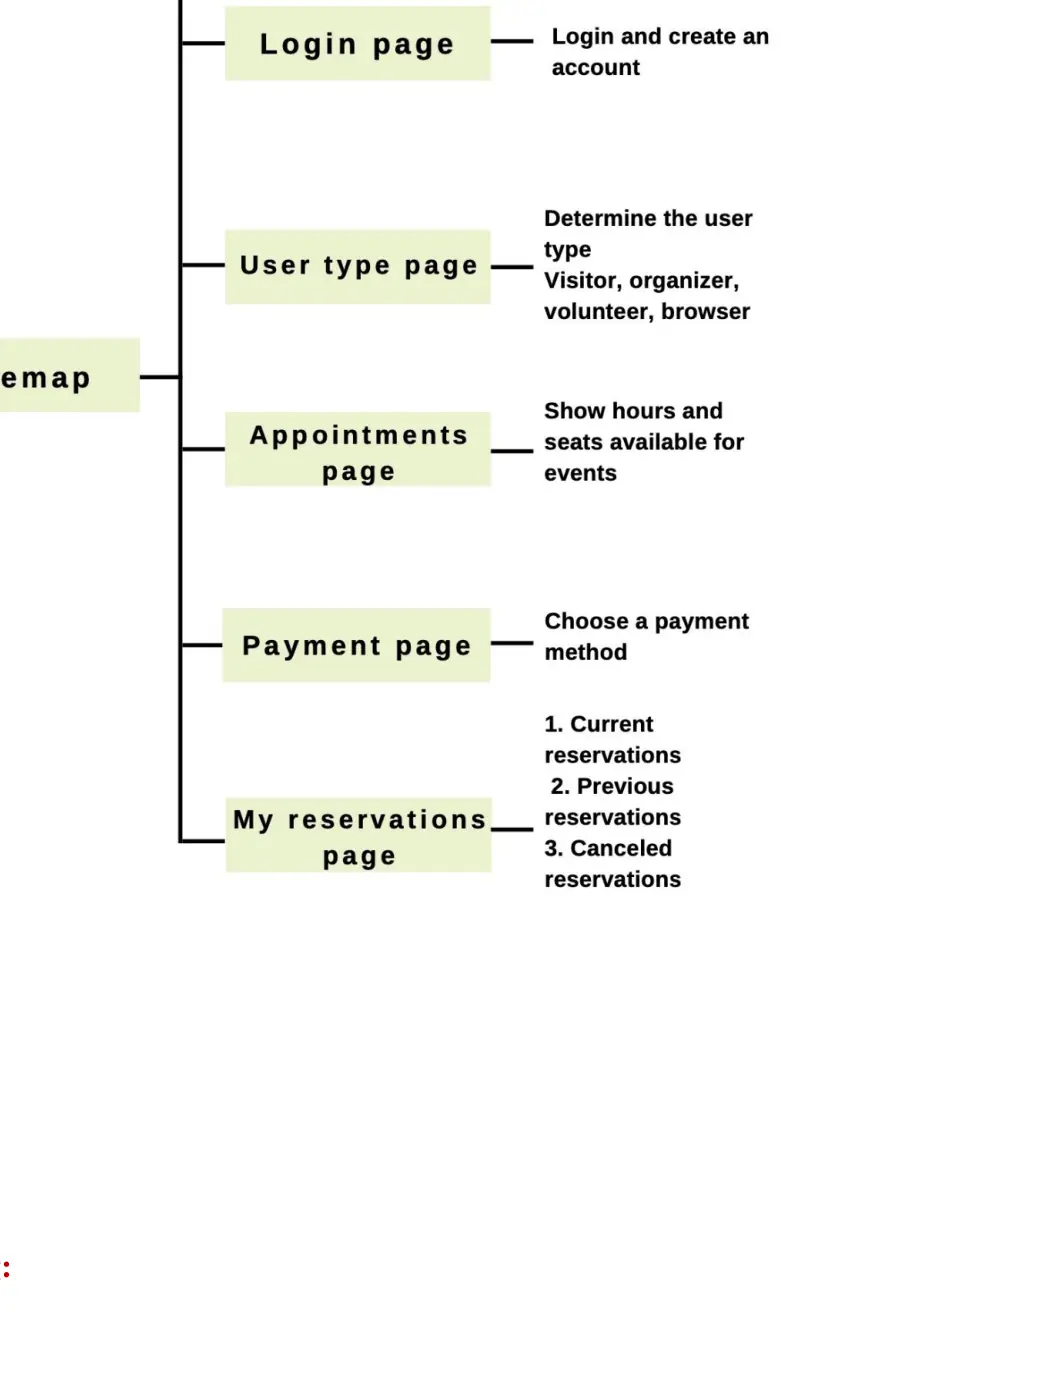 Login page
Login and create an
account
User type page
Determine the user
type
Visitor, organizer,
volunteer, browser
emap
Appointments
page
Show hours and
seats available for
events
Payment page
Choose a payment
method
My reservations
page
1. Current
reservations
2. Previous
reservations
3. Canceled
reservations
: